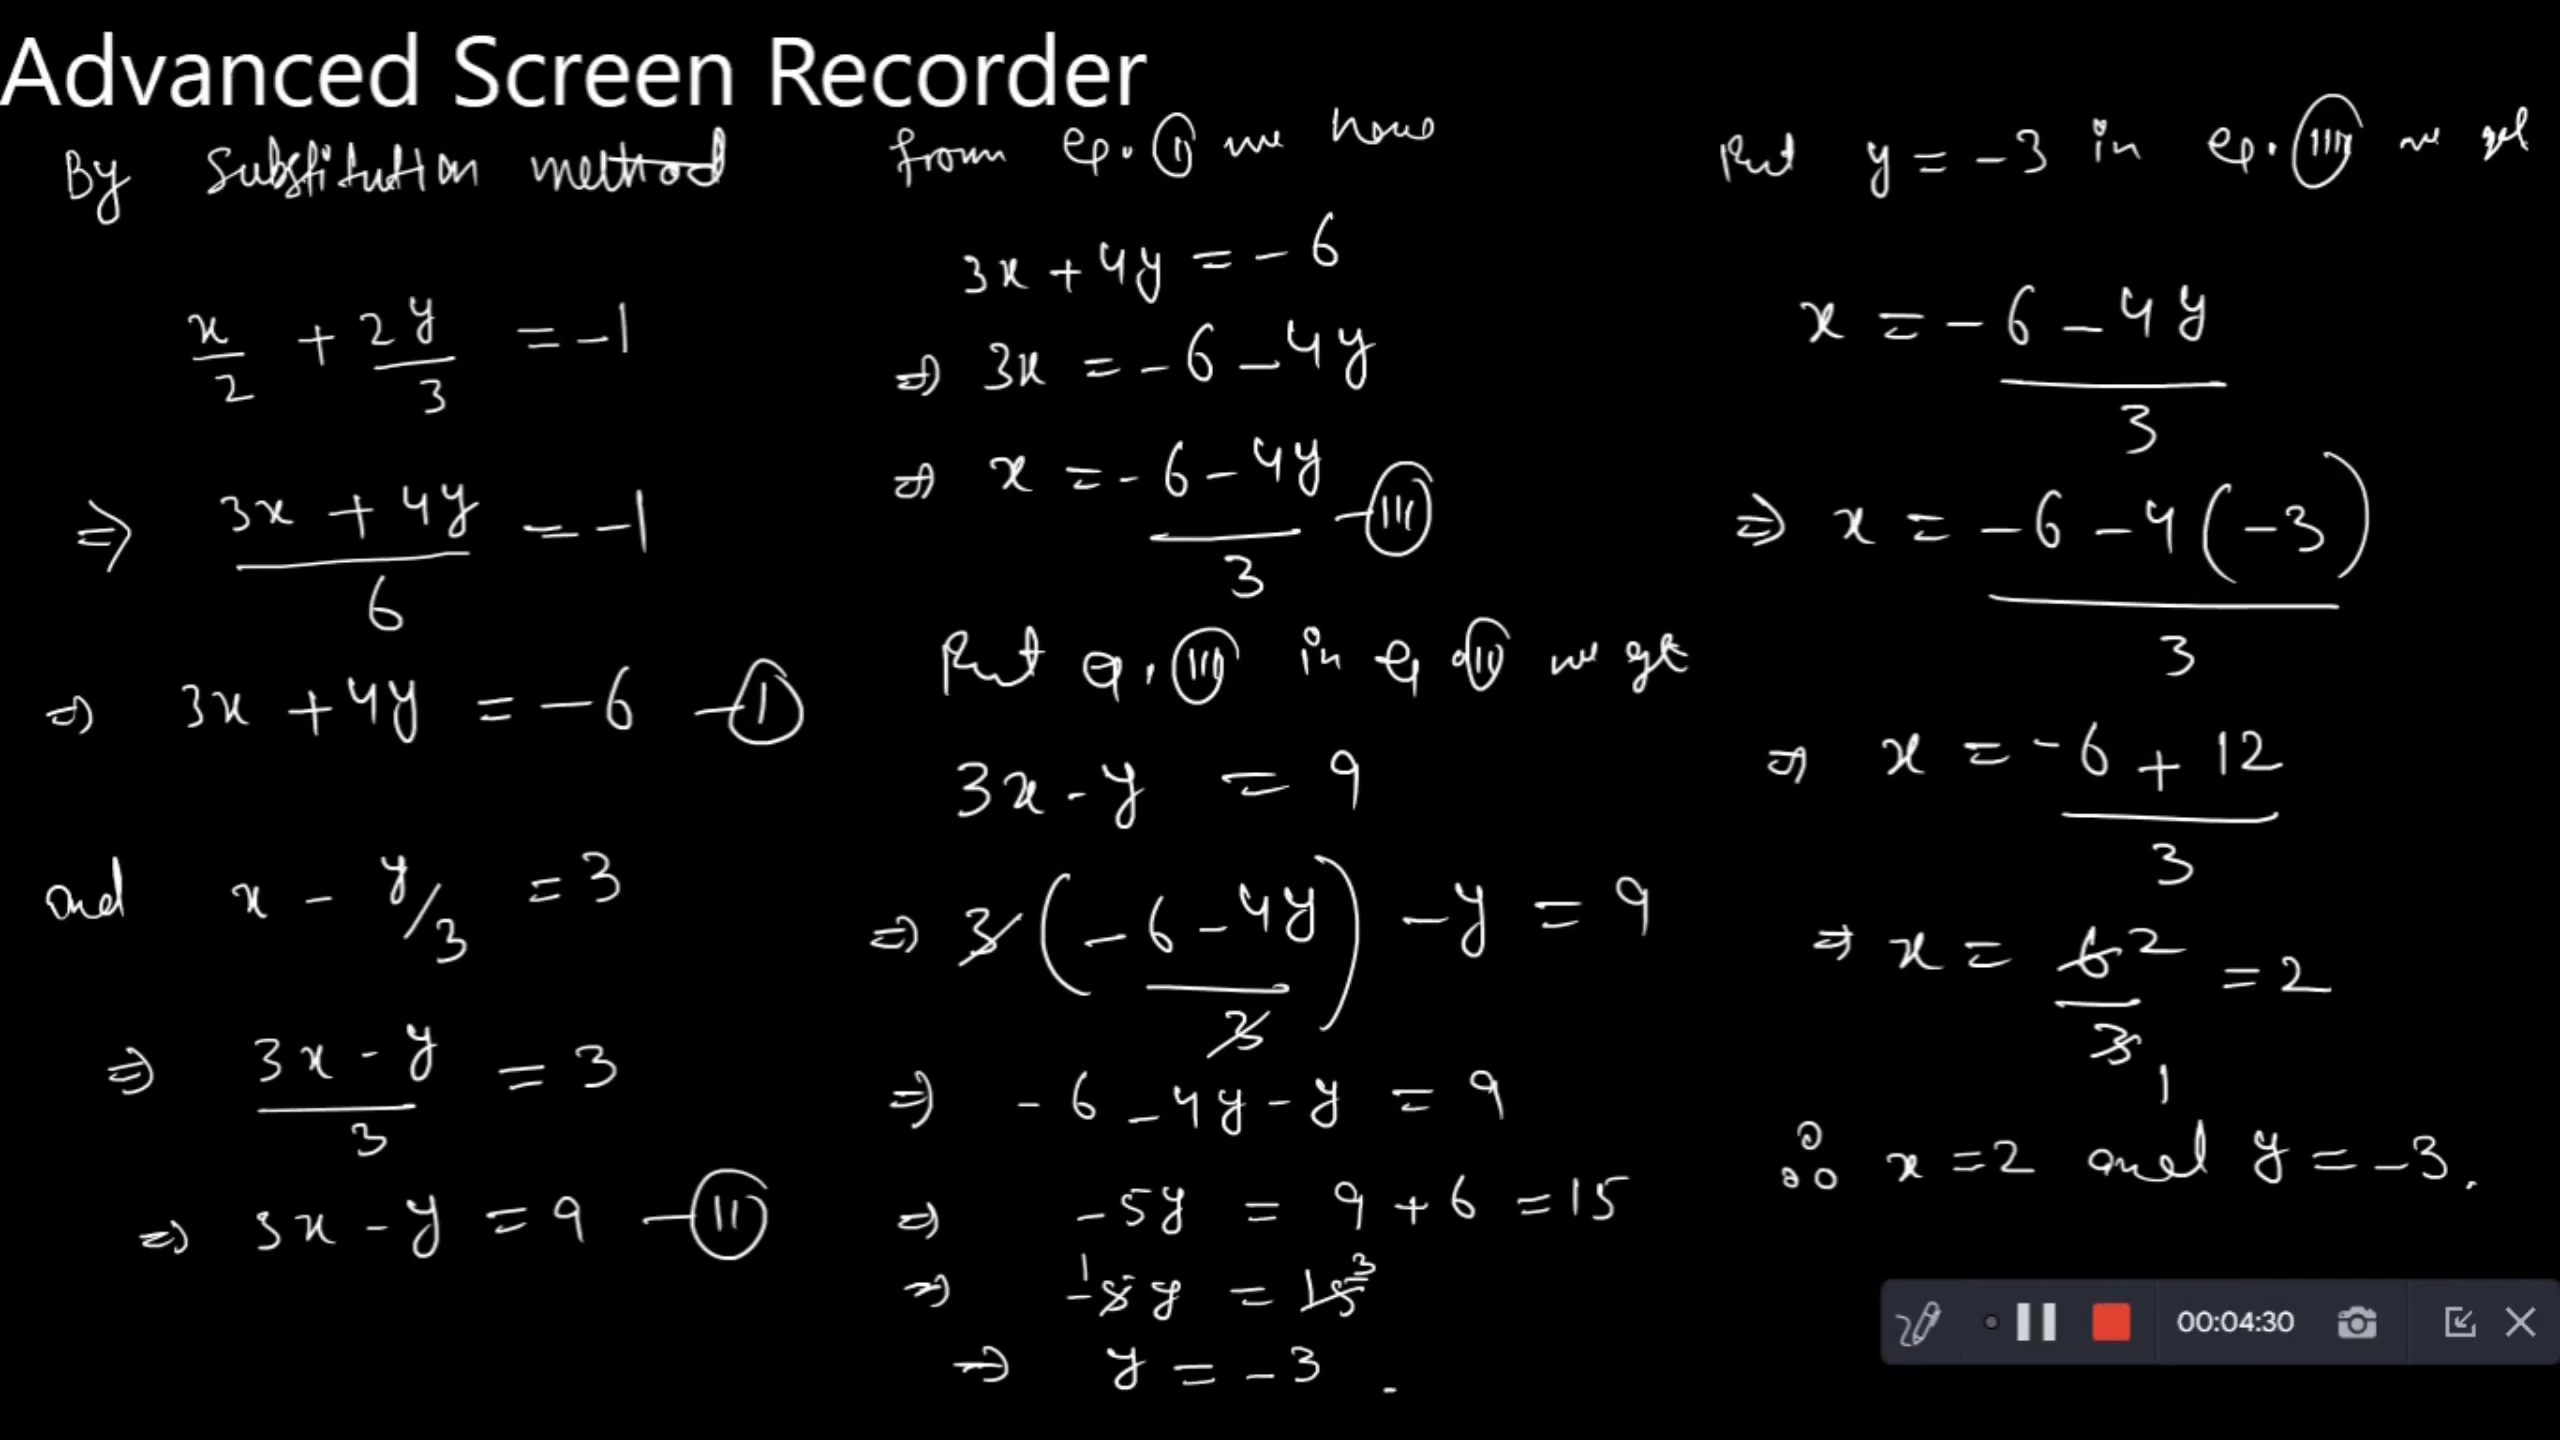 Advanced Screen Recorder
By Substitution method
x/2 + 2y/3 = -1
⇒ (3x + 4y)/6 = -1
⇒ 3x + 4y = -6 -(I)
and x - y/3 = 3
⇒ (3x - y)/3 = 3
⇒ 3x - y = 9 -(II)
from eq. (I) we have
3x + 4y = -6
⇒ 3x = -6 - 4y
⇒ x = (-6 - 4y)/3 -(III)
Put eq. (III) in eq (II) we get
3x - y = 9
⇒ 3((-6 - 4y)/3) - y = 9
⇒ -6 - 4y - y = 9
⇒ -5y = 9 + 6 = 15
⇒ -5y 1 = 15 3
⇒ y = -3.
Put y = -3 in eq. (III) we get
x = (-6 - 4y)/3
⇒ x = (-6 - 4(-3))/3
⇒ x = (-6 + 12)/3
⇒ x = 6 2/3 1 = 2
∴ x = 2 and y = -3.
00:04:30